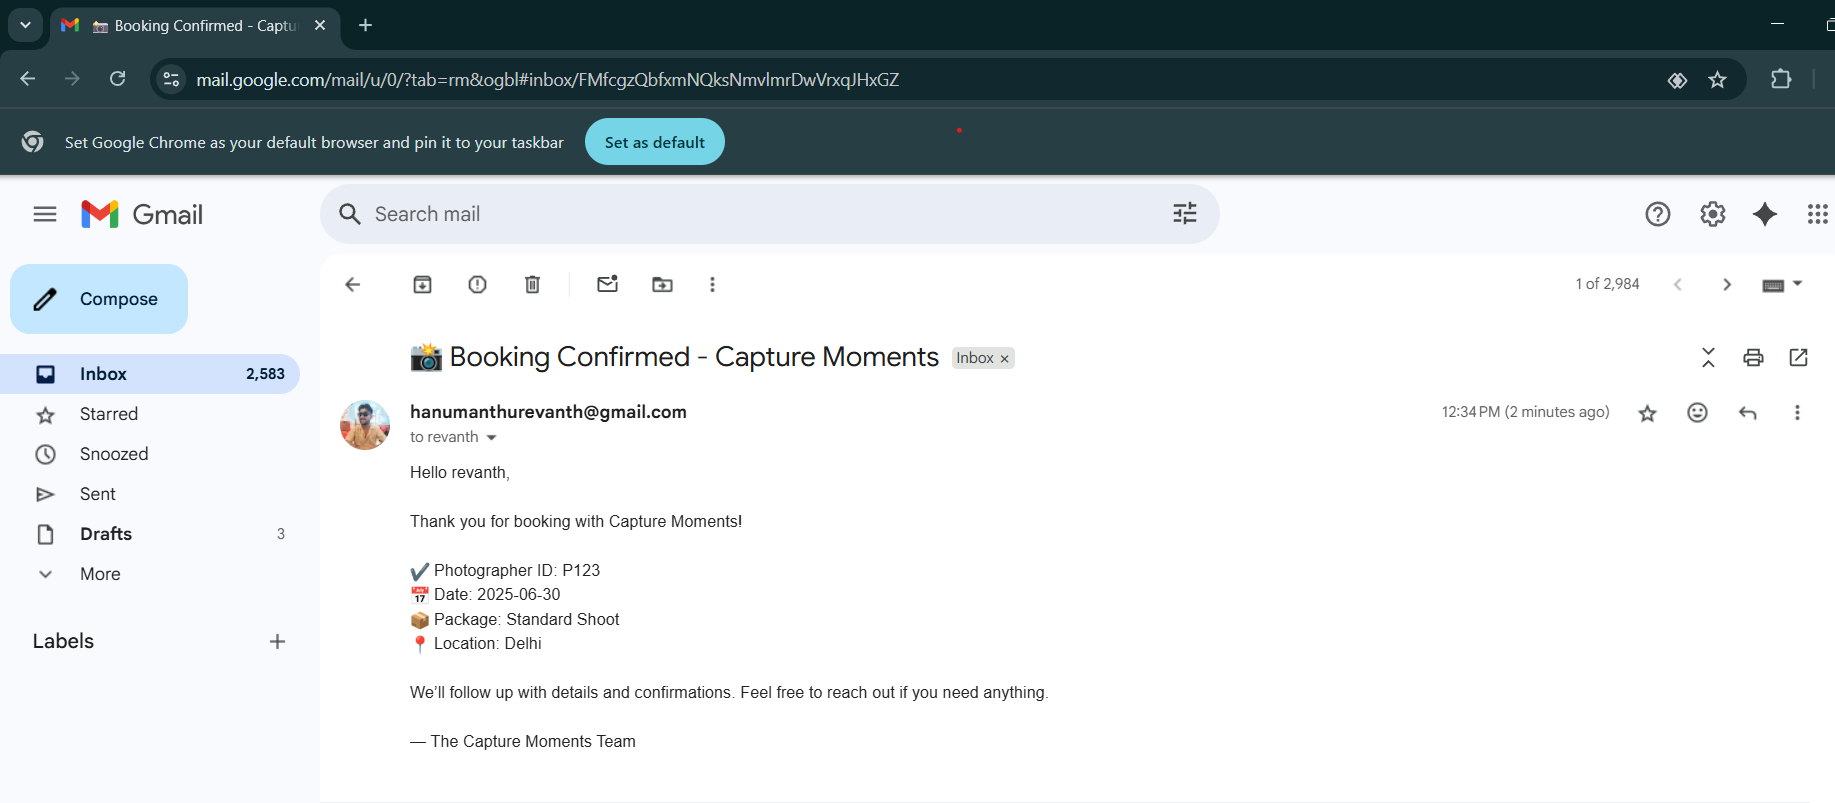 Booking Confirmed - Captu
mail.google.com/mail/u/0/?tab=rm&ogbl#inbox/FMfcgzQbfxmNQksNmvlmrDwVrxqJHxGZ
Set Google Chrome as your default browser and pin it to your taskbar
Set as default
Gmail
Search mail
Compose
1 of 2,984
📸 Booking Confirmed - Capture Moments Inbox ×
Inbox 2,583
Starred
Snoozed
Sent
Drafts 3
More
Labels
hanumanthurevanth@gmail.com
12:34 PM (2 minutes ago)
to revanth
Hello revanth,
Thank you for booking with Capture Moments!
✔️ Photographer ID: P123
📅 Date: 2025-06-30
📦 Package: Standard Shoot
📍 Location: Delhi
We’ll follow up with details and confirmations. Feel free to reach out if you need anything.
— The Capture Moments Team